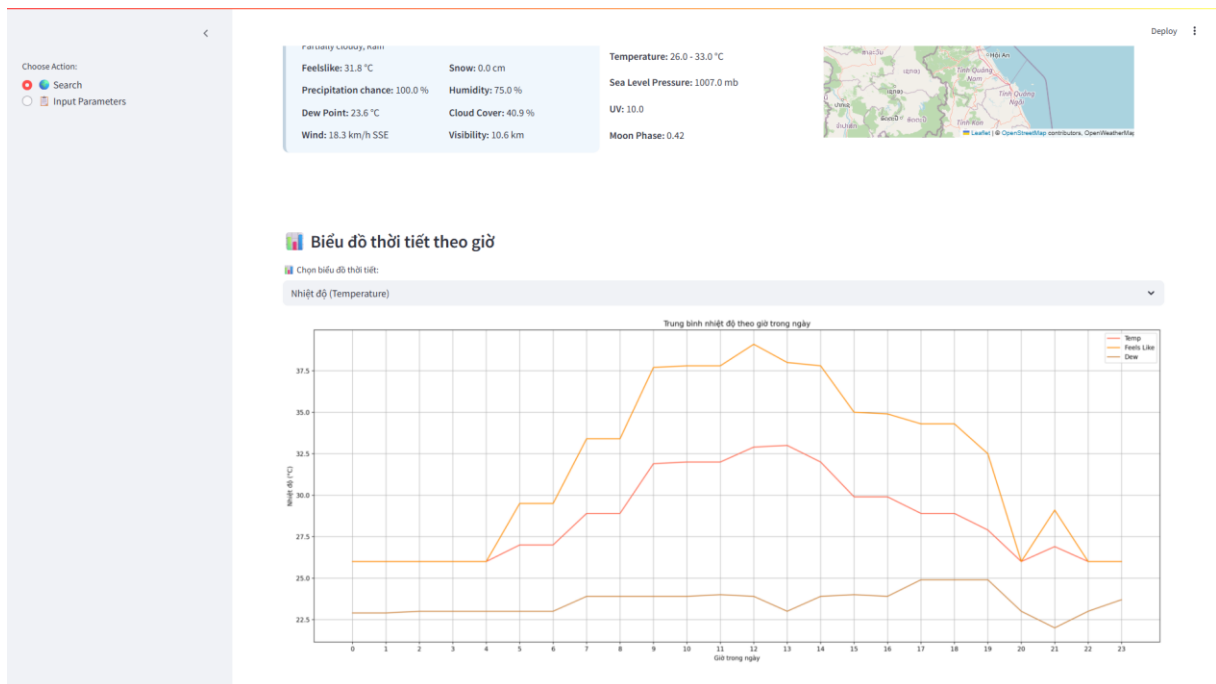 Deploy
Choose Action:
Search
Input Parameters
Partially cloudy, Rain
Feelslike: 31.8 °C
Snow: 0.0 cm
Precipitation chance: 100.0 %
Humidity: 75.0 %
Dew Point: 23.6 °C
Cloud Cover: 40.9 %
Wind: 18.3 km/h SSE
Visibility: 10.6 km
Temperature: 26.0 - 33.0 °C
Sea Level Pressure: 1007.0 mb
UV: 10.0
Moon Phase: 0.42
Hội An
Tỉnh Quảng
Nam
Tỉnh Quảng
Ngãi
Leaflet | © OpenStreetMap contributors, OpenWeatherMap
Biểu đồ thời tiết theo giờ
Chọn biểu đồ thời tiết:
Nhiệt độ (Temperature)
Trung bình nhiệt độ theo giờ trong ngày
Temp
Feels Like
Dew
Nhiệt độ (°C)
37.5
35.0
32.5
30.0
27.5
25.0
22.5
0 1 2 3 4 5 6 7 8 9 10 11 12 13 14 15 16 17 18 19 20 21 22 23
Giờ trong ngày